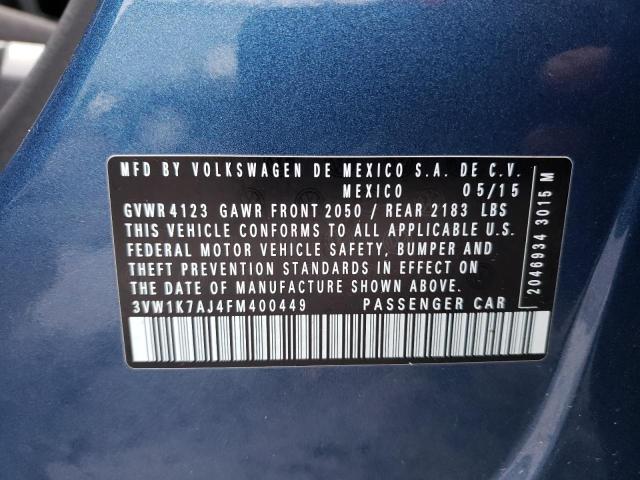 MFD BY VOLKSWAGEN DE MEXICO S.A. DE C.V.
MEXICO 05/15
GVWR 4123 GAWR FRONT 2050 / REAR 2183 LBS
THIS VEHICLE CONFORMS TO ALL APPLICABLE U.S.
FEDERAL MOTOR VEHICLE SAFETY, BUMPER AND
THEFT PREVENTION STANDARDS IN EFFECT ON
THE DATE OF MANUFACTURE SHOWN ABOVE.
3VW1K7AJ4FM400449 PASSENGER CAR
2046934 3015 M